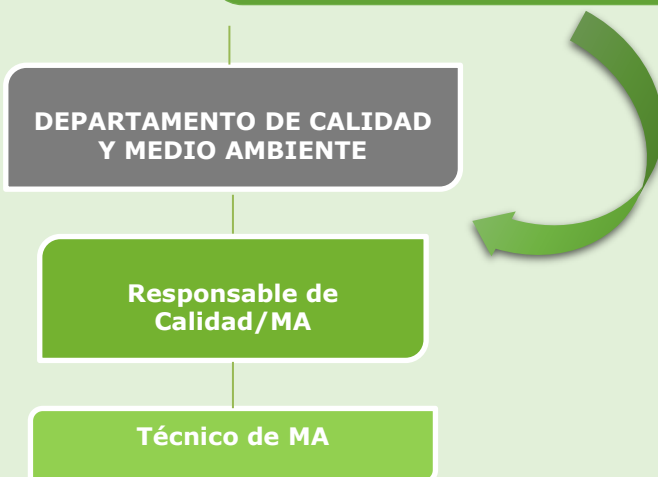 DEPARTAMENTO DE CALIDAD
Y MEDIO AMBIENTE
Responsable de
Calidad/MA
Técnico de MA